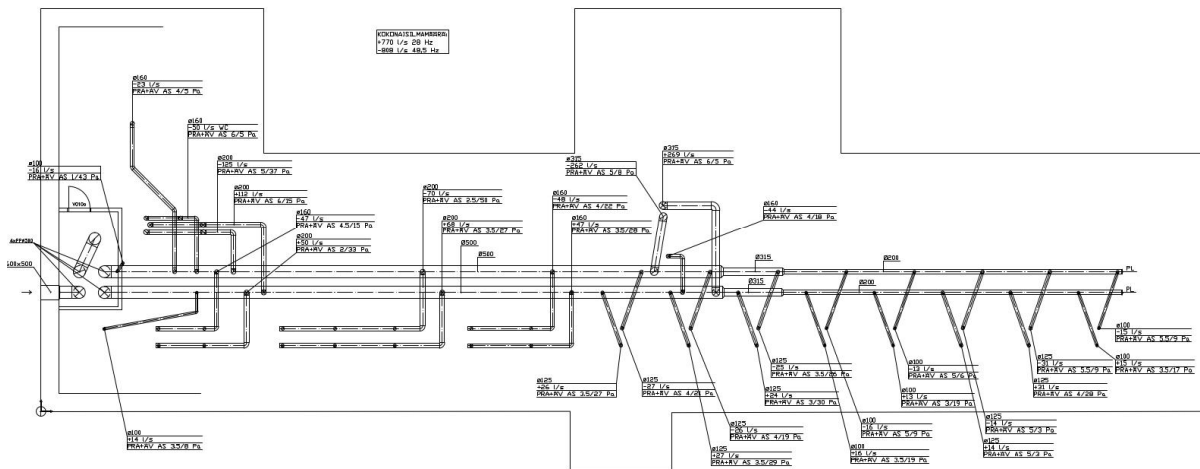 +770 l/s 28 Hz
-808 l/s 48,5 Hz
ø160
-23 l/s
PRA+RV AS 4/5 Pa
ø160
-50 l/s WC
PRA+RV AS 6/5 Pa
ø100
-16 l/s
PRA+RV AS 1/43 Pa
ø200
-125 l/s
PRA+RV AS 5/37 Pa
ø200
+112 l/s
PRA+RV AS 6/15 Pa
ø160
-47 l/s
PRA+RV AS 4.5/15 Pa
ø200
+50 l/s
PRA+RV AS 2/33 Pa
ø200
-70 l/s
PRA+RV AS 2.5/50 Pa
ø200
+68 l/s
PRA+RV AS 3.5/27 Pa
ø160
-48 l/s
PRA+RV AS 4/22 Pa
ø160
+47 l/s
PRA+RV AS 3.5/28 Pa
ø315
-262 l/s
PRA+RV AS 5/8 Pa
ø315
+269 l/s
PRA+RV AS 6/5 Pa
ø160
-44 l/s
PRA+RV AS 4/18 Pa
600x500
Ø500
Ø500
Ø315
Ø315
Ø200
Ø200
PL
PL
ø100
+14 l/s
PRA+RV AS 3.5/8 Pa
ø125
+26 l/s
PRA+RV AS 3.5/27 Pa
ø125
-27 l/s
PRA+RV AS 4/21 Pa
ø125
-26 l/s
PRA+RV AS 4/19 Pa
ø125
+27 l/s
PRA+RV AS 3.5/29 Pa
ø125
-25 l/s
PRA+RV AS 3.5/26 Pa
ø125
+24 l/s
PRA+RV AS 3/30 Pa
ø100
-16 l/s
PRA+RV AS 5/9 Pa
ø100
+16 l/s
PRA+RV AS 3.5/19 Pa
ø100
-13 l/s
PRA+RV AS 5/6 Pa
ø100
+13 l/s
PRA+RV AS 3/19 Pa
ø125
-14 l/s
PRA+RV AS 5/3 Pa
ø125
+14 l/s
PRA+RV AS 5/3 Pa
ø125
-31 l/s
PRA+RV AS 5.5/9 Pa
ø125
+31 l/s
PRA+RV AS 4/28 Pa
ø100
-15 l/s
PRA+RV AS 5.5/9 Pa
ø100
+15 l/s
PRA+RV AS 3.5/17 Pa